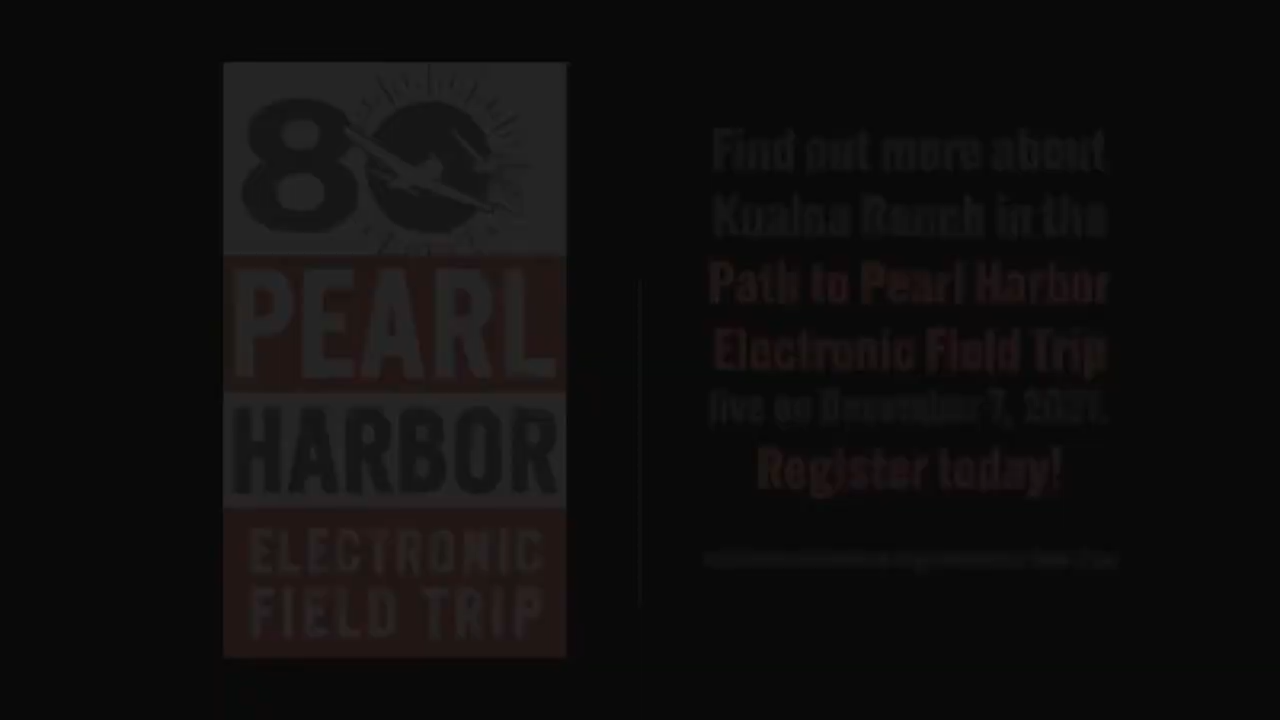 80
PEARL
HARBOR
ELECTRONIC
FIELD TRIP
Find out more about
Kualoa Ranch in the
Path to Pearl Harbor
Electronic Field Trip
live on December 7, 2021.
Register today!